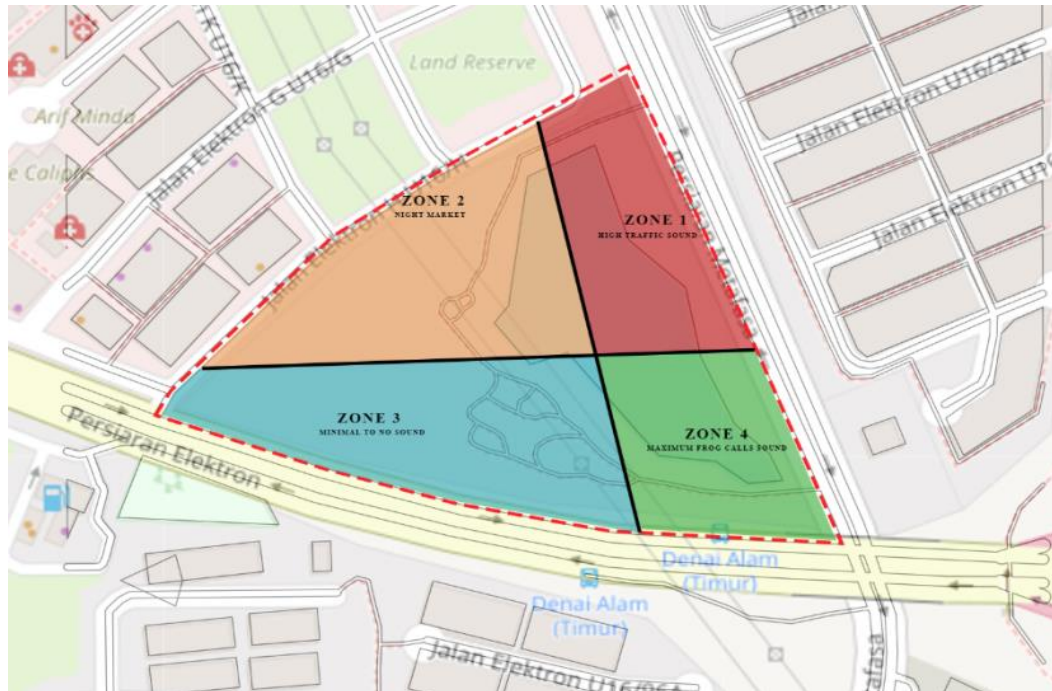 Land Reserve
Jalan Elektron U16/32F
Arif Minda
Jalan Elektron G U16/G
ZONE 2
NIGHT MARKET
ZONE 1
HIGH TRAFFIC SOUND
Jalan Elektron
ZONE 3
MINIMAL TO NO SOUND
ZONE 4
MAXIMUM FROG CALLS SOUND
Persiaran Elektron
Denai Alam
(Timur)
Denai Alam
(Timur)